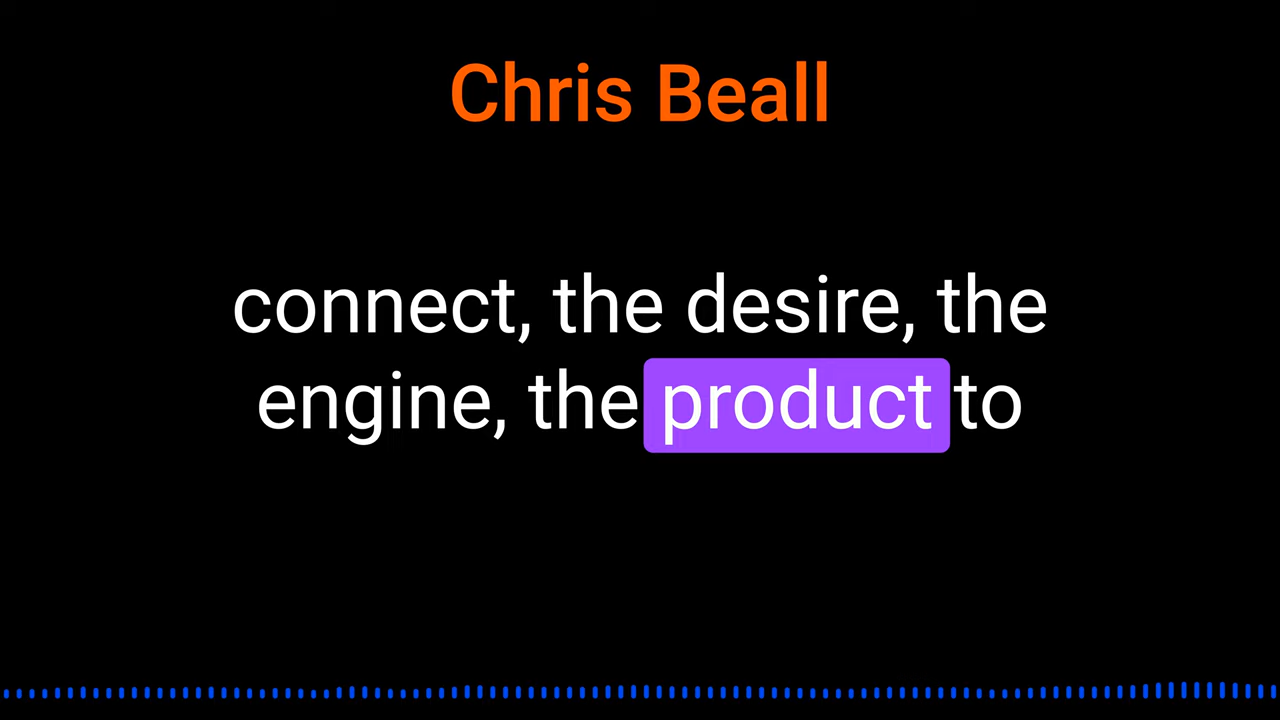 Chris Beall
connect, the desire, the
engine, the product to